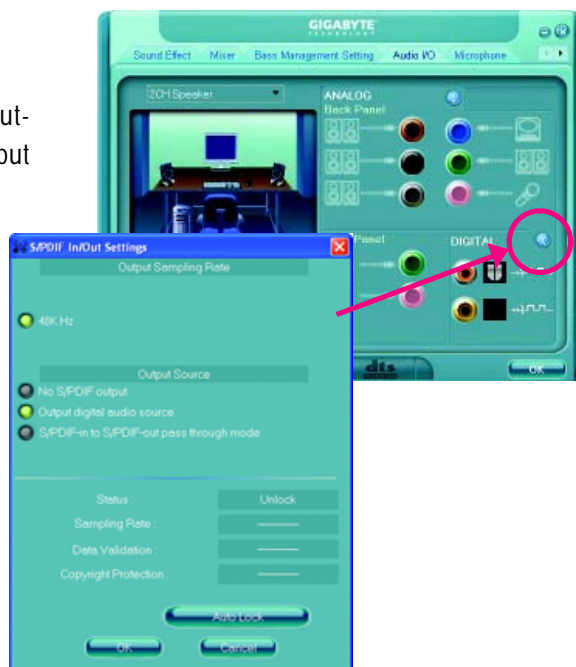 ut-
out
GIGABYTE
TECHNOLOGY
Sound Effect Mixer Bass Management Setting Audio I/O Microphone
2CH Speaker
ANALOG
Back Panel
Panel
DIGITAL
dts
OK
S/PDIF In/Out Settings
Output Sampling Rate
48K Hz
Output Source
No S/PDIF output
Output digital audio source
S/PDIF-in to S/PDIF-out pass through mode
Status : Unlock
Sampling Rate :
Data Validation :
Copyright Protection :
Auto Lock
OK Cancel